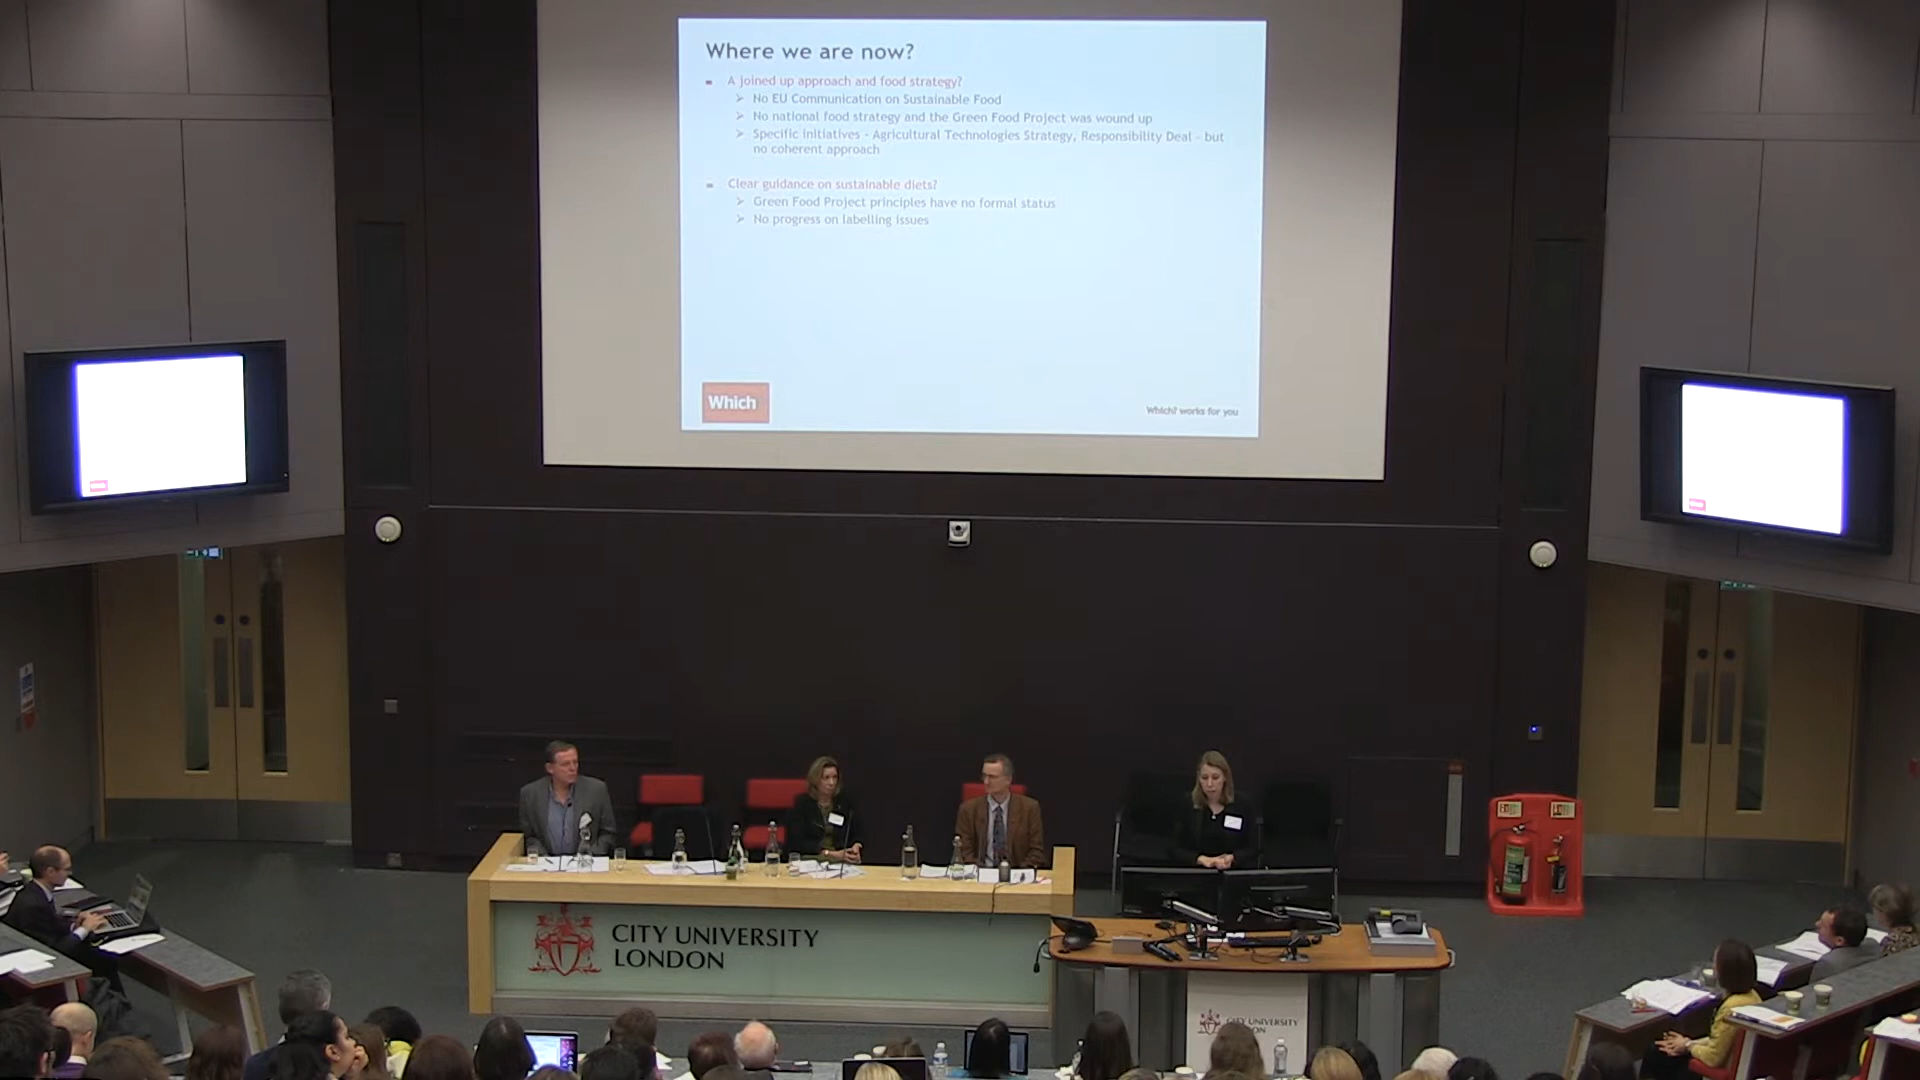 Where we are now?
A joined up approach and food strategy?
No EU Communication on Sustainable Food
No national food strategy and the Green Food Project was wound up
Specific initiatives - Agricultural Technologies Strategy, Responsibility Deal - but
no coherent approach
Clear guidance on sustainable diets?
Green Food Project principles have no formal status
No progress on labelling issues
Which
Which? works for you
CITY UNIVERSITY
LONDON
CITY UNIVERSITY